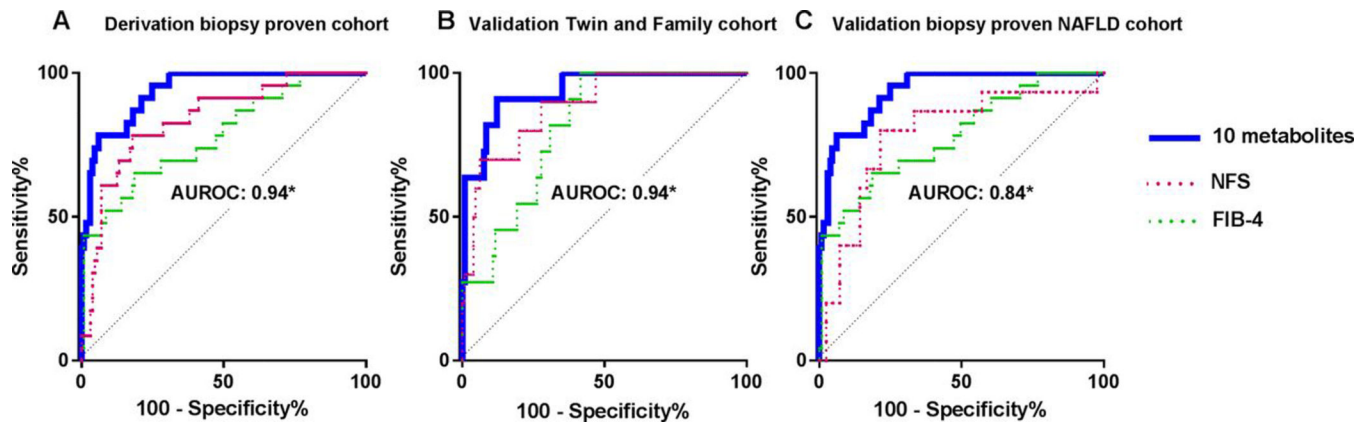 A Derivation biopsy proven cohort
B Validation Twin and Family cohort
C Validation biopsy proven NAFLD cohort
Sensitivity%
100
50
0
AUROC: 0.94*
0 50 100
100 - Specificity%
Sensitivity%
100
50
0
AUROC: 0.94*
0 50 100
100 - Specificity%
Sensitivity%
100
50
0
AUROC: 0.84*
0 50 100
100 - Specificity%
10 metabolites
NFS
FIB-4